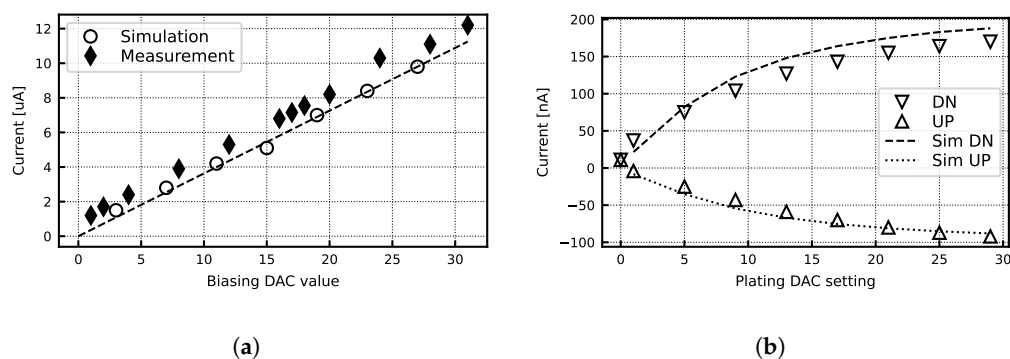 12
10
8
6
4
2
0
Current [uA]
Simulation
Measurement
0 5 10 15 20 25 30
Biasing DAC value
(a)
200
150
100
50
0
−50
−100
Current [nA]
DN
UP
Sim DN
Sim UP
0 5 10 15 20 25 30
Plating DAC setting
(b)